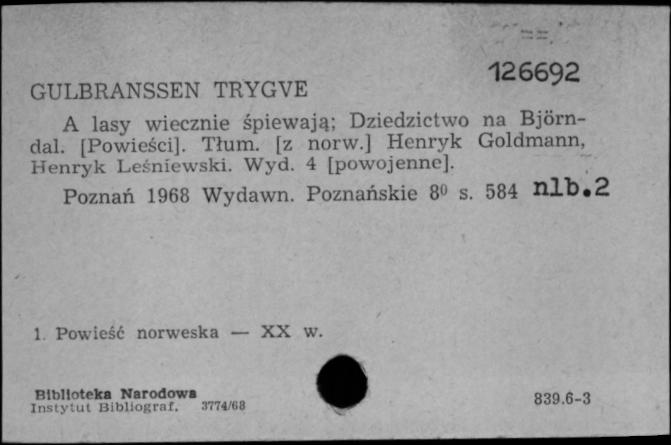 126692
GULBRANSSEN TRYGVE
A lasy wiecznie śpiewają; Dziedzictwo na Björn-
dal. [Powieści]. Tłum. [z norw.] Henryk Goldmann,
Henryk Leśniewski. Wyd. 4 [powojenne].
Poznań 1968 Wydawn. Poznańskie 8⁰ s. 584 nlb.2
1. Powieść norweska — XX w.
Biblioteka Narodowa
Instytut Bibliograf. 3774/68
839.6-3